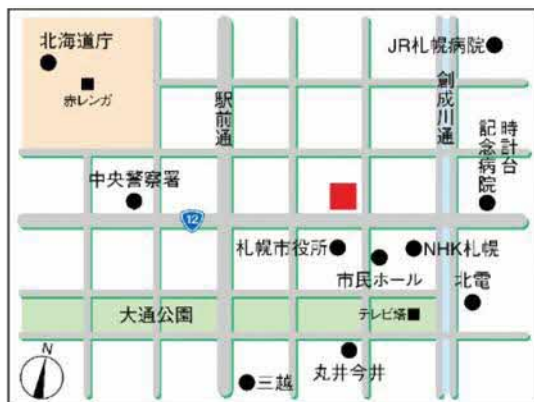 北海道庁
赤レンガ
JR札幌病院
駅前通
創成川通
時計台
記念病院
中央警察署
12
札幌市役所
NHK札幌
市民ホール
北電
大通公園
テレビ塔
丸井今井
三越
N